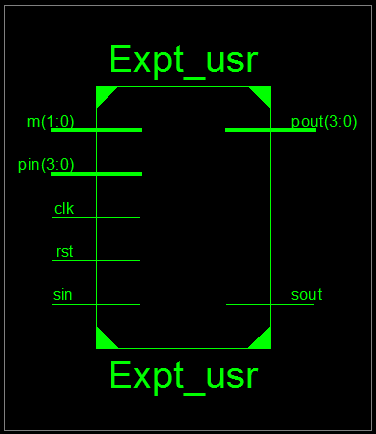 Expt_usr
m(1:0)
pout(3:0)
pin(3:0)
clk
rst
sin
sout
Expt_usr